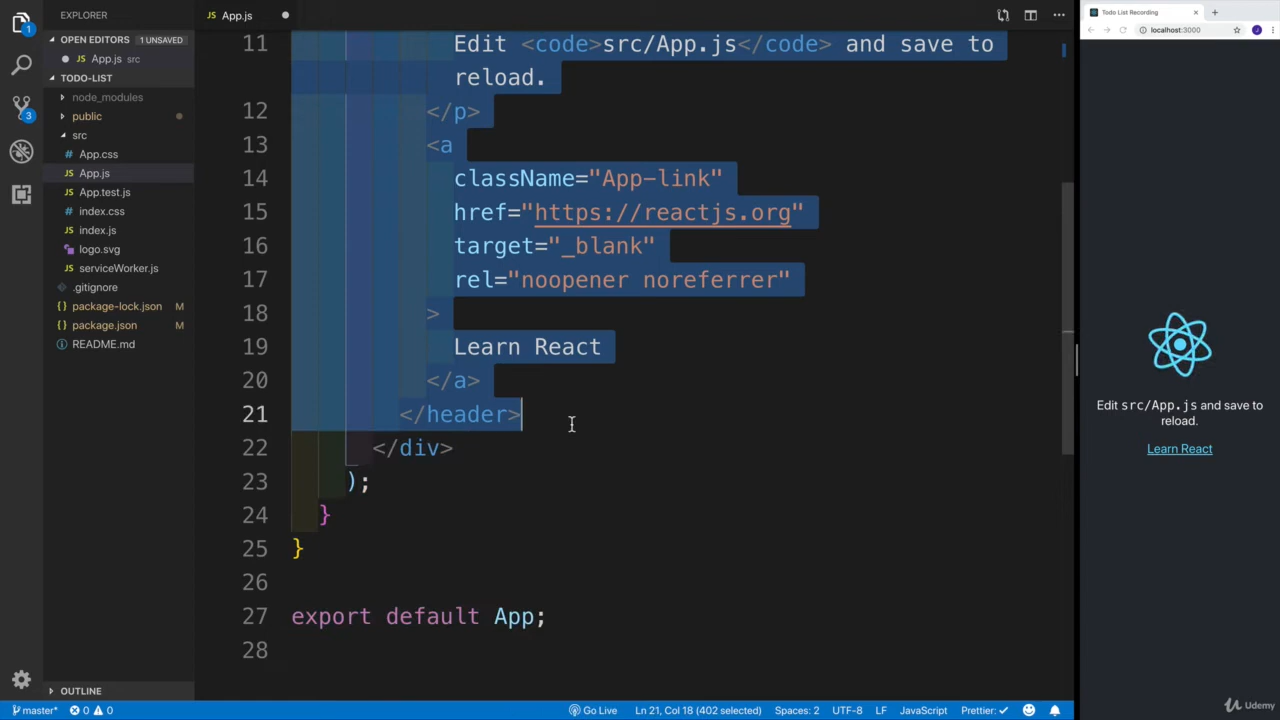 EXPLORER
OPEN EDITORS 1 UNSAVED
App.js src
TODO-LIST
node_modules
public
src
# App.css
JS App.js
JS App.test.js
# index.css
JS index.js
logo.svg
JS serviceWorker.js
.gitignore
{} package-lock.json M
{} package.json M
README.md
OUTLINE
1
3
JS App.js
11 Edit <code>src/App.js</code> and save to
reload.
12 </p>
13 <a
14 className="App-link"
15 href="https://reactjs.org"
16 target="_blank"
17 rel="noopener noreferrer"
18 >
19 Learn React
20 </a>
21 </header>
22 </div>
23 );
24 }
25 }
26
27 export default App;
28
Todo List Recording
localhost:3000
J
Edit src/App.js and save to
reload.
Learn React
master* 0 0 Go Live Ln 21, Col 18 (402 selected) Spaces: 2 UTF-8 LF JavaScript Prettier: ✓
Udemy